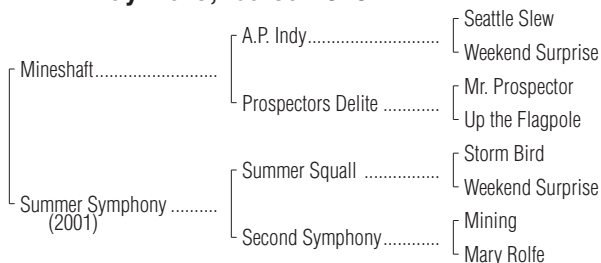 Seattle Slew
A.P. Indy
Weekend Surprise
Mineshaft
Mr. Prospector
Prospectors Delite
Up the Flagpole
Storm Bird
Summer Squall
Weekend Surprise
Summer Symphony
(2001)
Mining
Second Symphony
Mary Rolfe